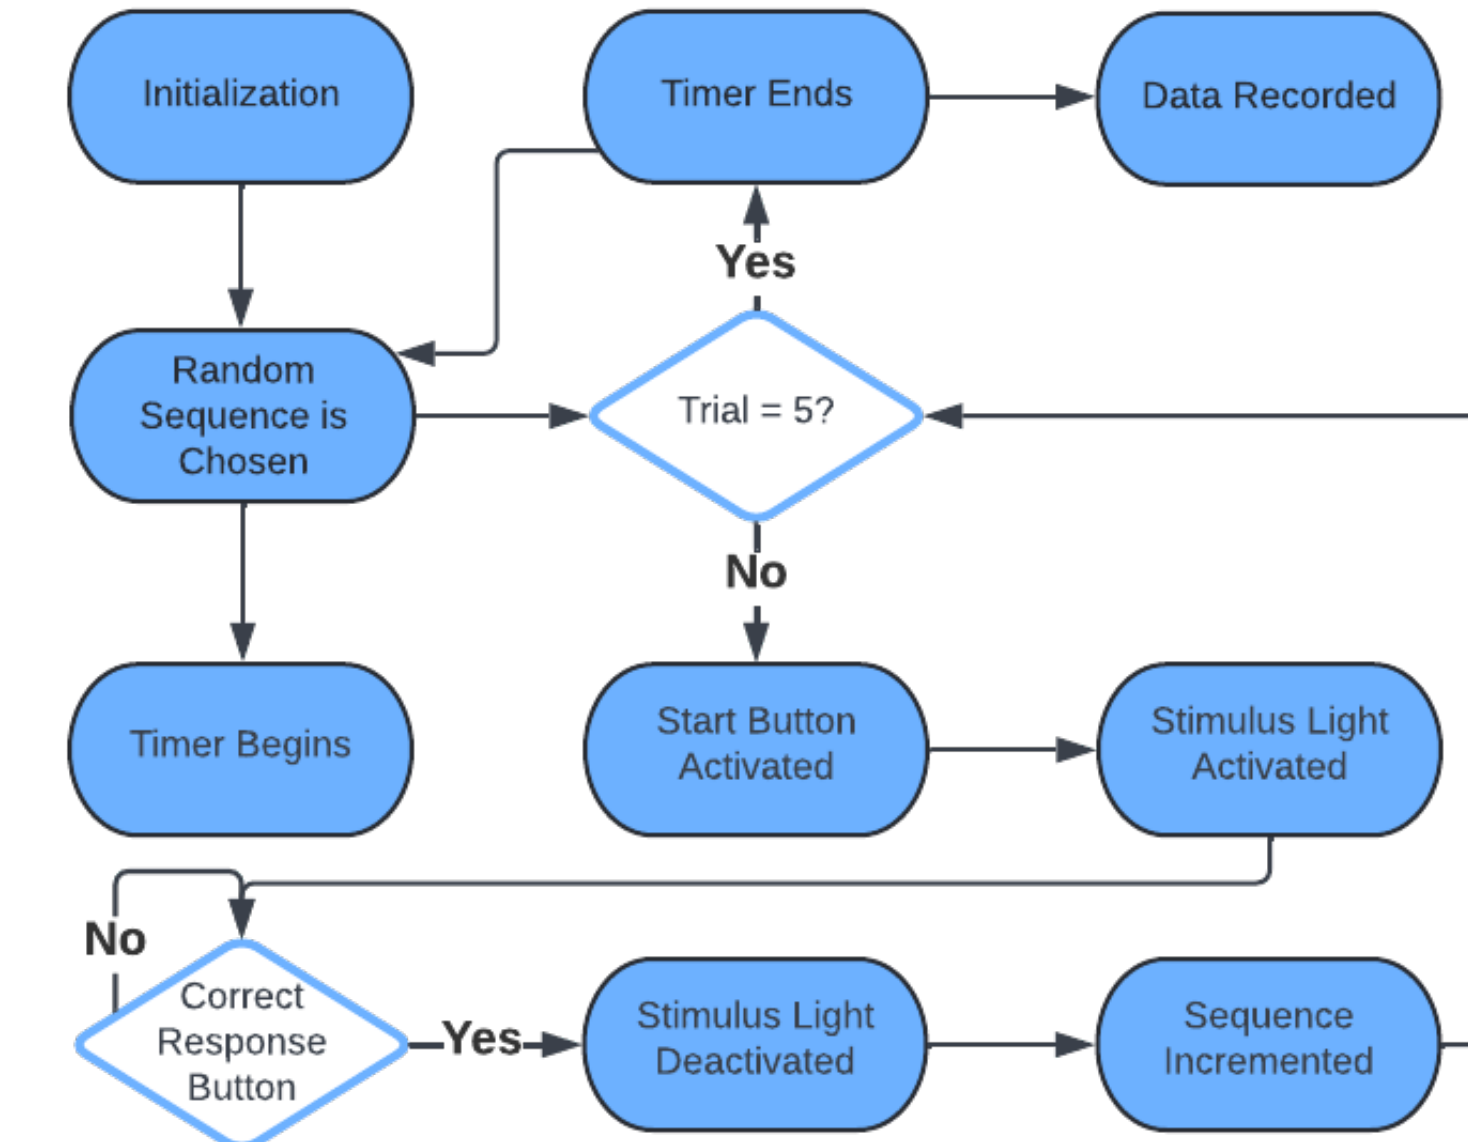 Initialization
Timer Ends
Data Recorded
Yes
Random
Sequence is
Chosen
Trial = 5?
No
Timer Begins
Start Button
Activated
Stimulus Light
Activated
No
Correct
Response
Button
Yes
Stimulus Light
Deactivated
Sequence
Incremented